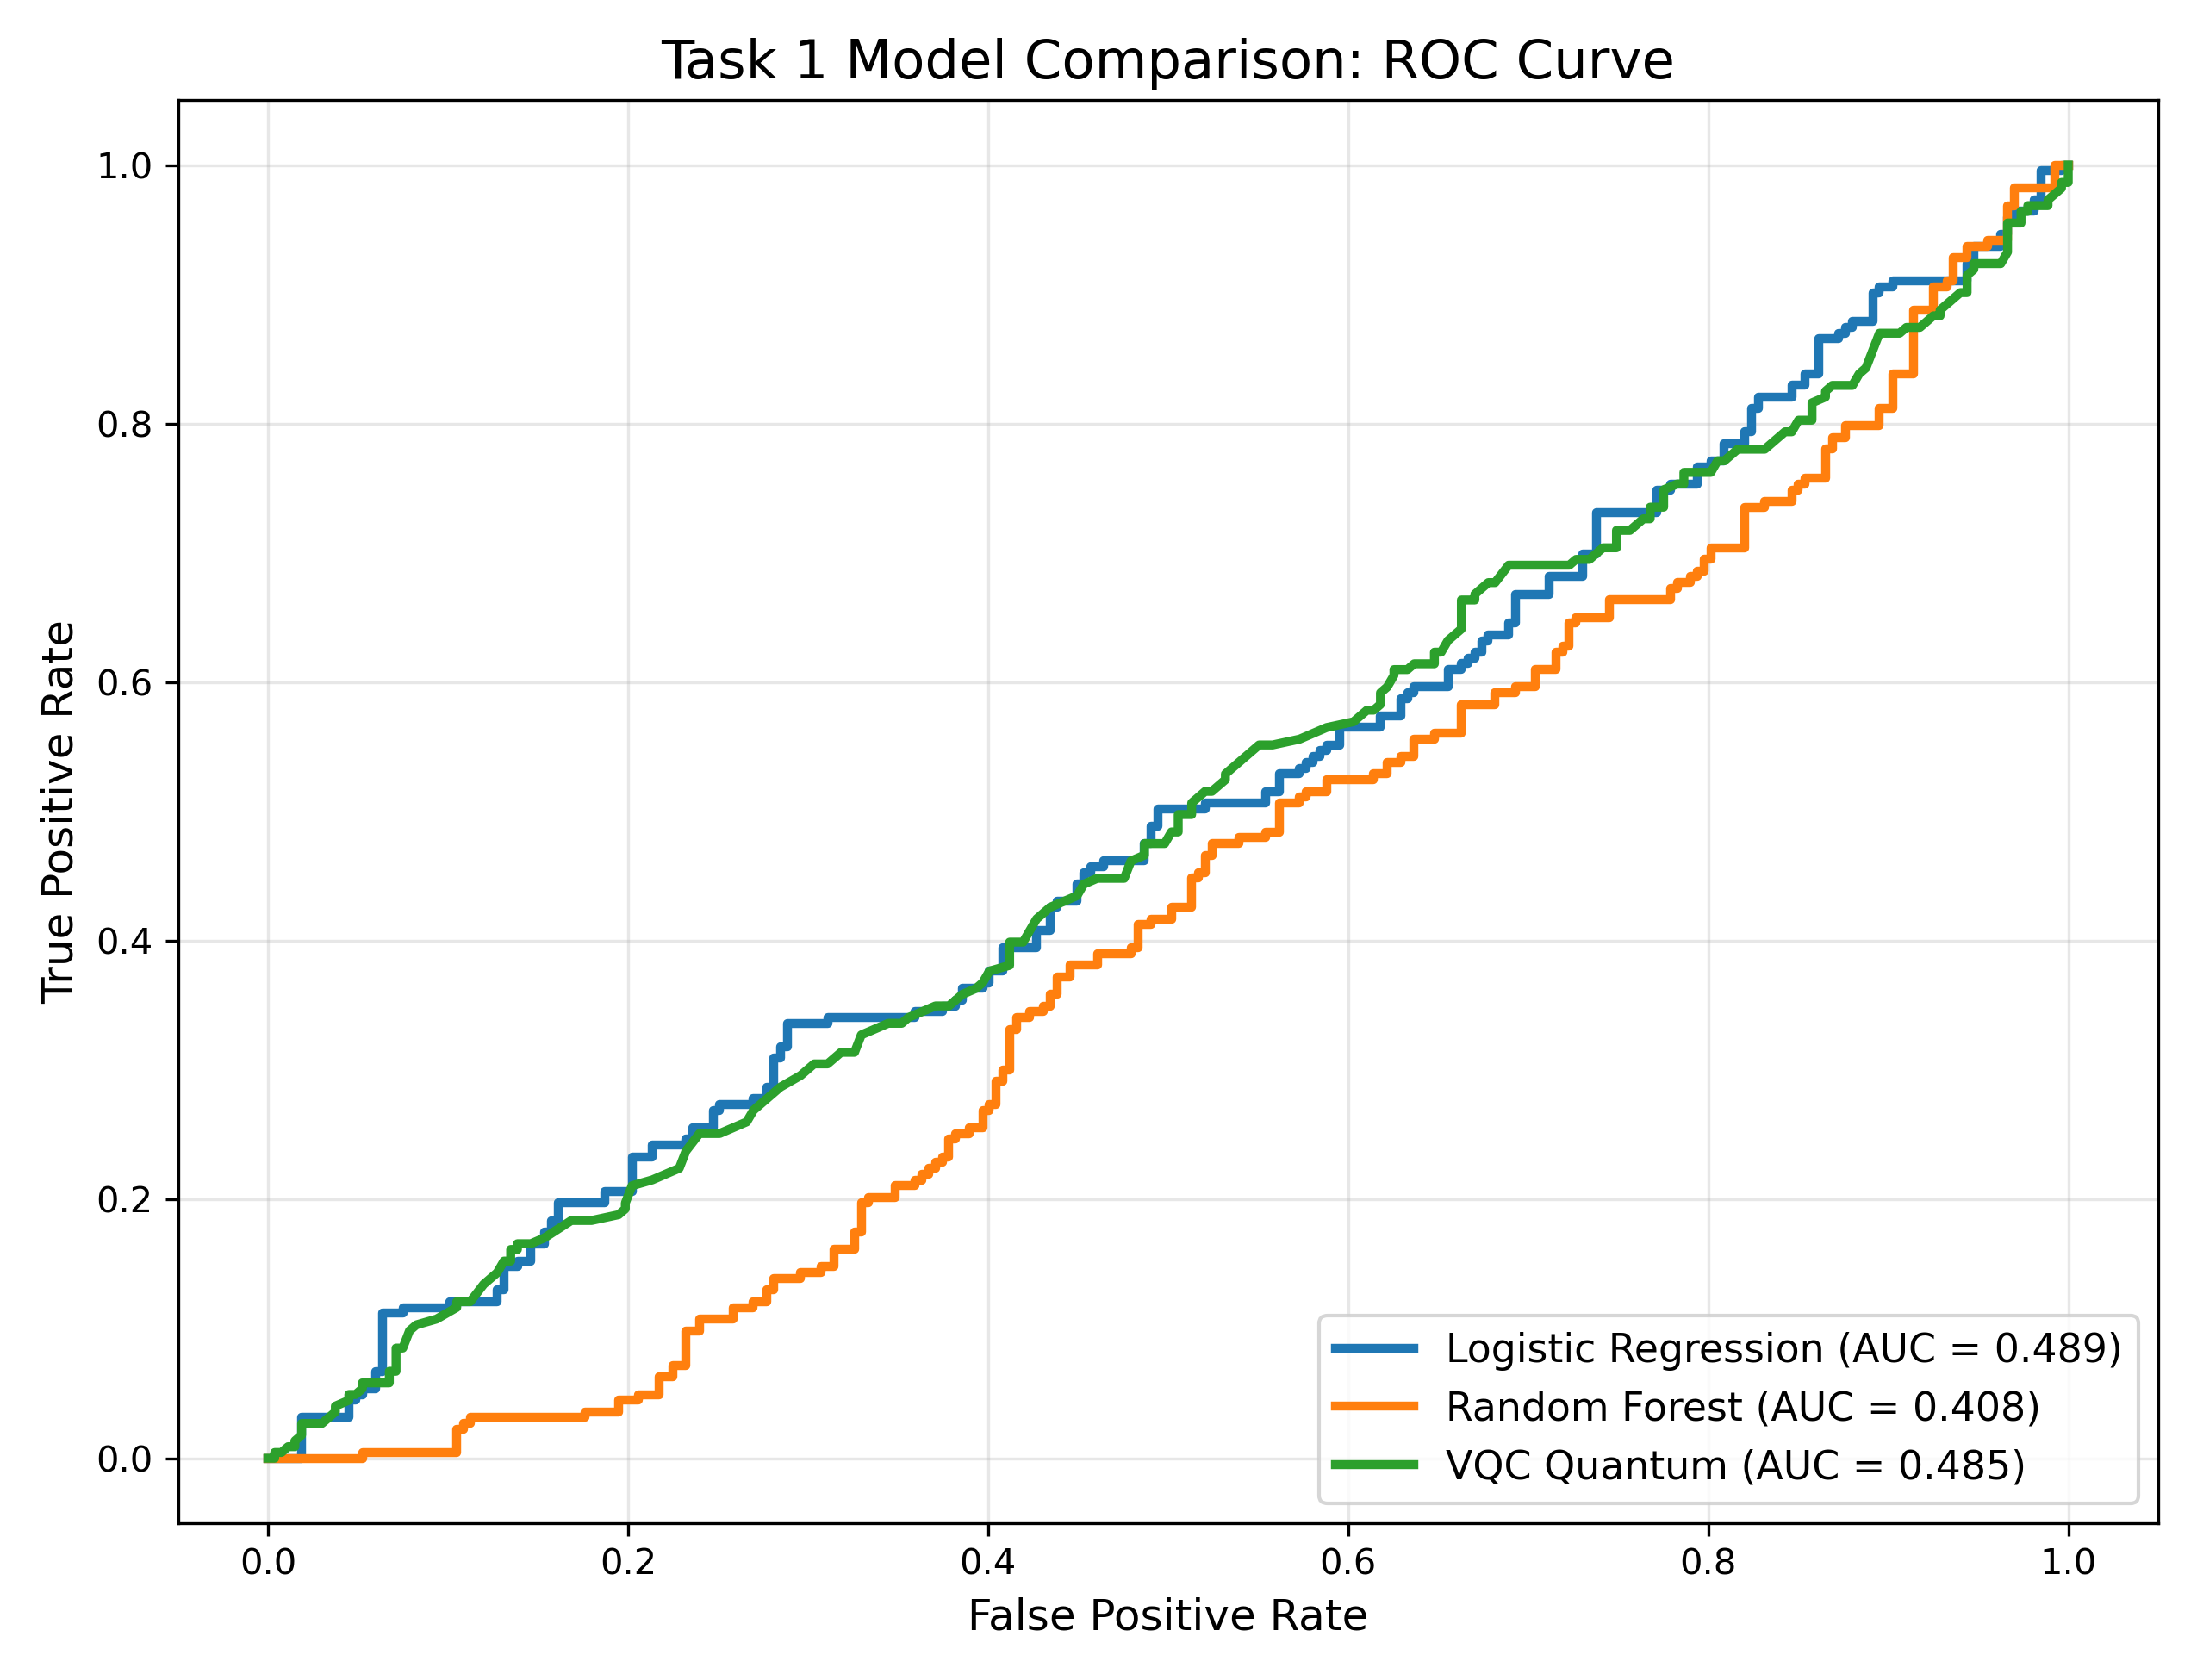 Task 1 Model Comparison: ROC Curve
True Positive Rate
1.0
0.8
0.6
0.4
0.2
0.0
0.0 0.2 0.4 0.6 0.8 1.0
False Positive Rate
Logistic Regression (AUC = 0.489)
Random Forest (AUC = 0.408)
VQC Quantum (AUC = 0.485)